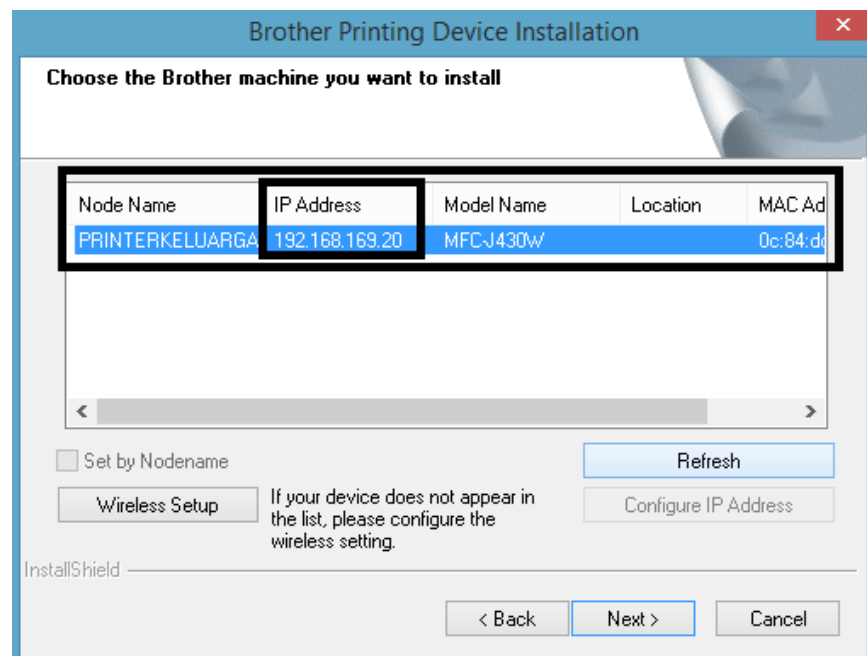 Brother Printing Device Installation
Choose the Brother machine you want to install
Node Name IP Address Model Name Location MAC Ad
PRINTERKELUARGA 192.168.169.20 MFC-J430W 0c:84:dd
Set by Nodename
Refresh
Wireless Setup
If your device does not appear in
the list, please configure the
wireless setting.
Configure IP Address
InstallShield
< Back Next > Cancel